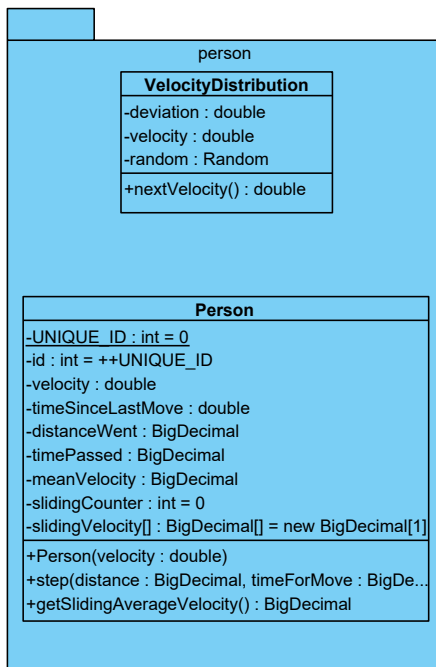 person
VelocityDistribution
-deviation : double
-velocity : double
-random : Random
+nextVelocity() : double
Person
-UNIQUE_ID : int = 0
-id : int = ++UNIQUE_ID
-velocity : double
-timeSinceLastMove : double
-distanceWent : BigDecimal
-timePassed : BigDecimal
-meanVelocity : BigDecimal
-slidingCounter : int = 0
-slidingVelocity[] : BigDecimal[] = new BigDecimal[1]
+Person(velocity : double)
+step(distance : BigDecimal, timeForMove : BigDe...
+getSlidingAverageVelocity() : BigDecimal